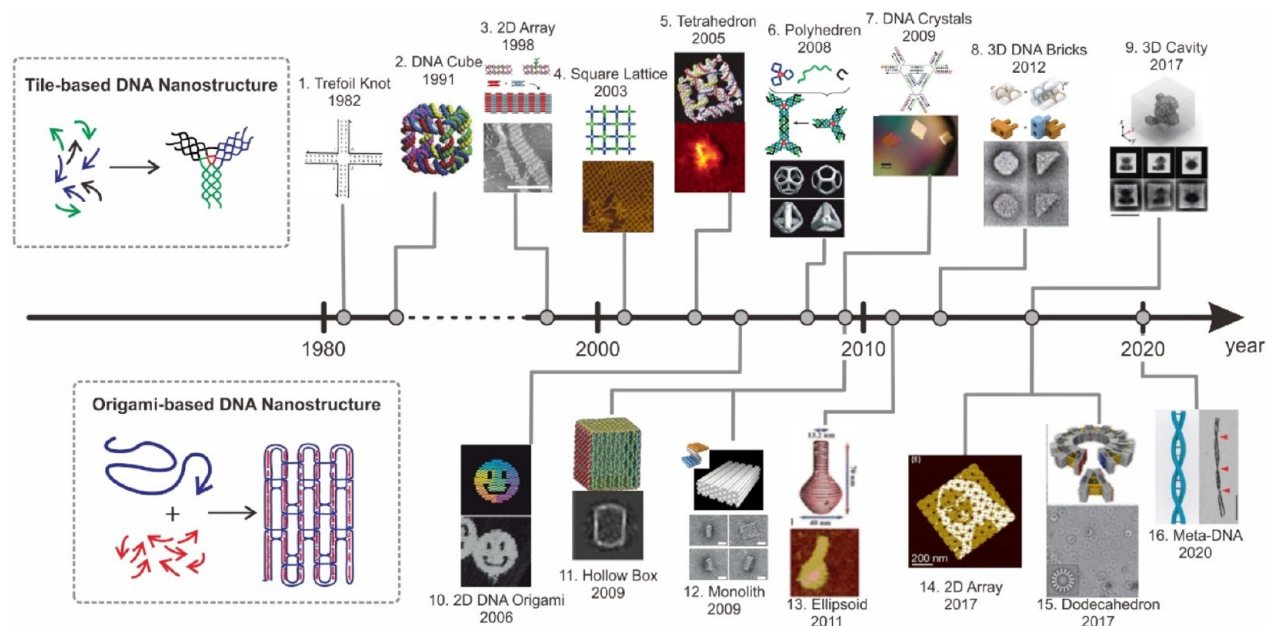 Tile-based DNA Nanostructure
1. Trefoil Knot
1982
2. DNA Cube
1991
3. 2D Array
1998
4. Square Lattice
2003
5. Tetrahedron
2005
6. Polyhedren
2008
7. DNA Crystals
2009
8. 3D DNA Bricks
2012
9. 3D Cavity
2017
1980
2000
2010
2020
year
Origami-based DNA Nanostructure
+
10. 2D DNA Origami
2006
11. Hollow Box
2009
12. Monolith
2009
13. Ellipsoid
2011
40 nm
200 nm
14. 2D Array
2017
15. Dodecahedron
2017
16. Meta-DNA
2020